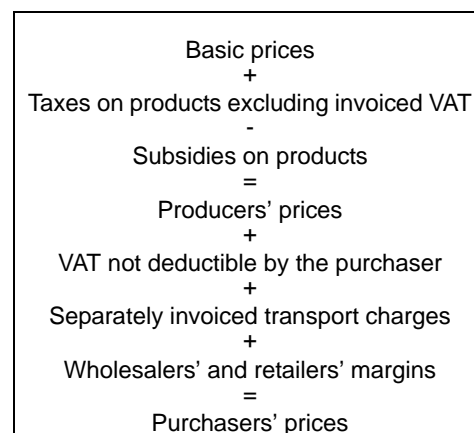 Basic prices
+
Taxes on products excluding invoiced VAT
-
Subsidies on products
=
Producers’ prices
+
VAT not deductible by the purchaser
+
Separately invoiced transport charges
+
Wholesalers’ and retailers’ margins
=
Purchasers’ prices